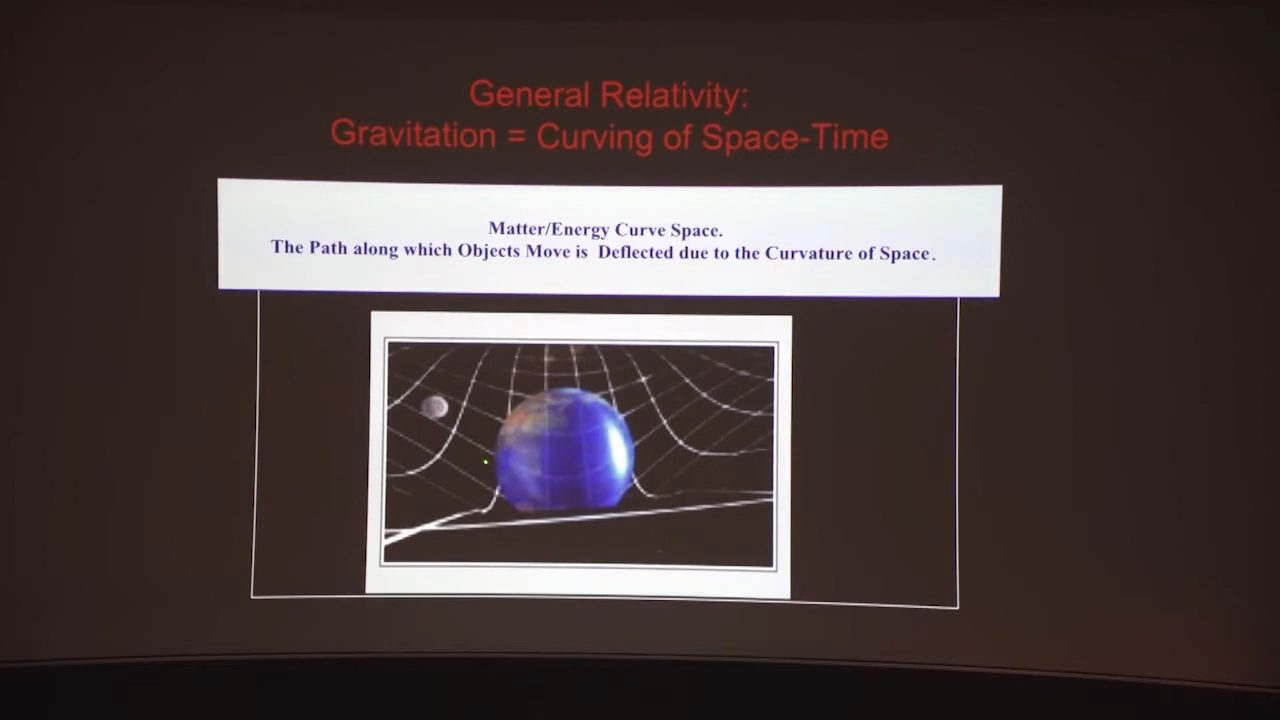 General Relativity:
Gravitation = Curving of Space-Time
Matter/Energy Curve Space.
The Path along which Objects Move is Deflected due to the Curvature of Space.